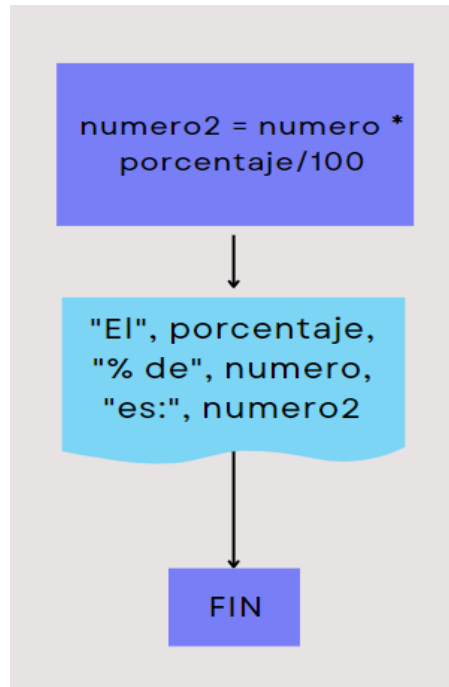 numero2 = numero *
porcentaje/100
"El", porcentaje,
"% de", numero,
"es:", numero2
FIN